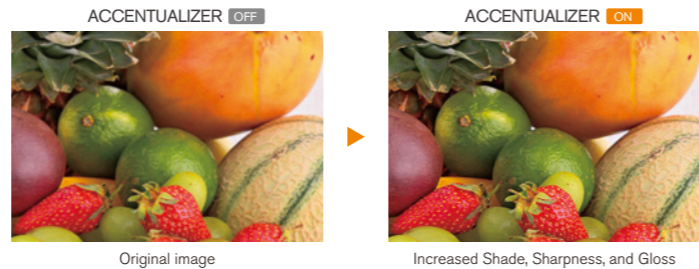 ACCENTUALIZER OFF
ACCENTUALIZER ON
Original image
Increased Shade, Sharpness, and Gloss